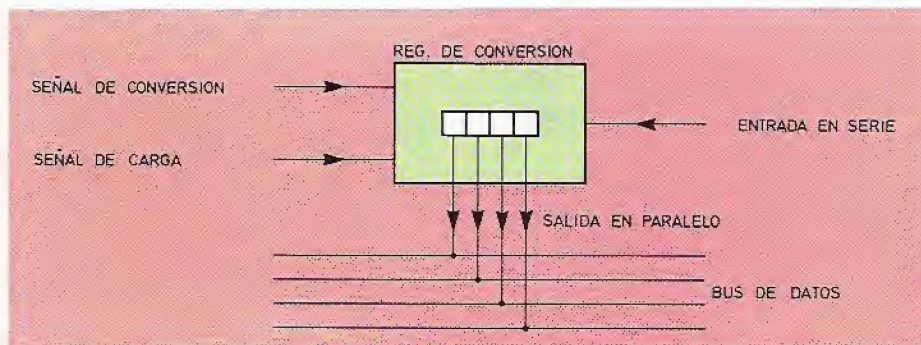 REG. DE CONVERSION
SEÑAL DE CONVERSION
ENTRADA EN SERIE
SEÑAL DE CARGA
SALIDA EN PARALELO
BUS DE DATOS